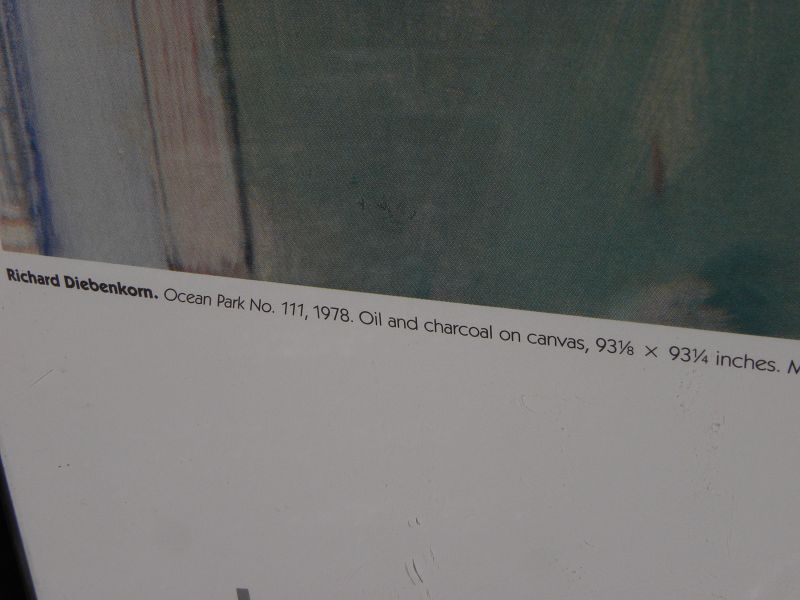 Richard Diebenkorn. Ocean Park No. 111, 1978. Oil and charcoal on canvas, 93⅛ × 93¼ inches. M